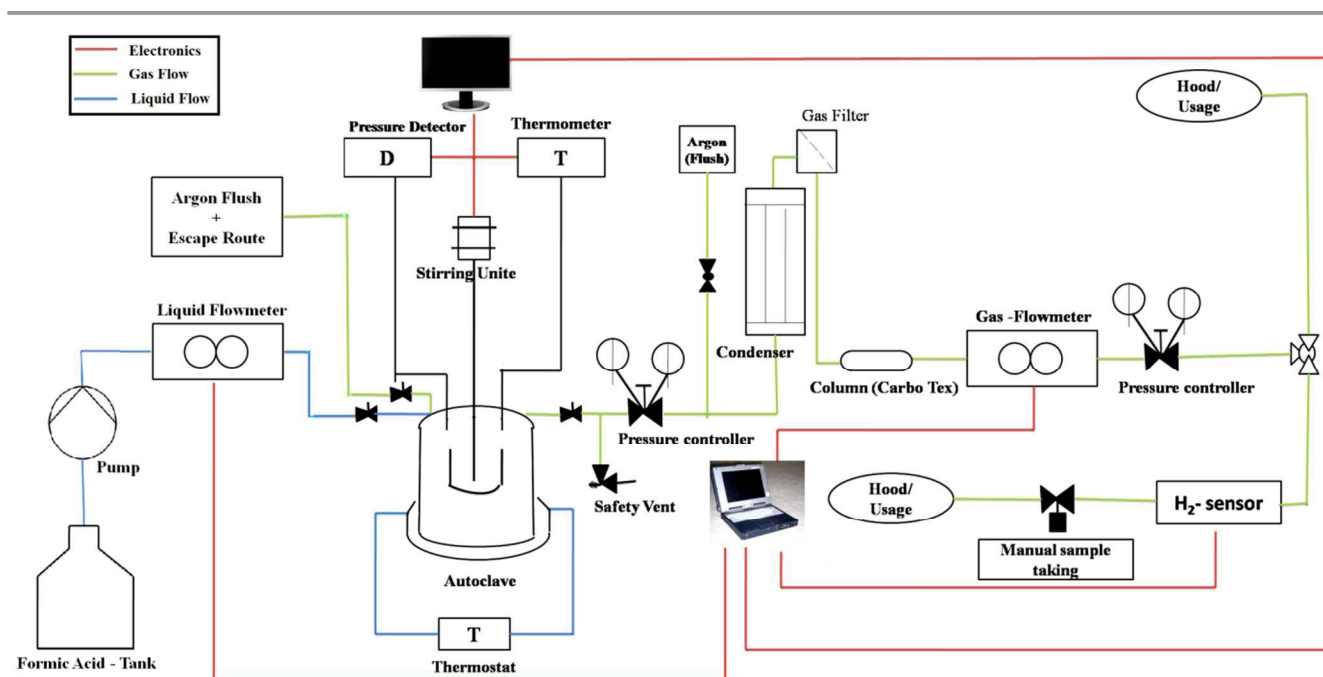 Electronics
Gas Flow
Liquid Flow
Pressure Detector
D
Thermometer
T
Argon Flush
+
Escape Route
Stirring Unite
Liquid Flowmeter
Pump
Formic Acid - Tank
Autoclave
T
Thermostat
Argon
(Flush)
Gas Filter
Condenser
Pressure controller
Safety Vent
Column (Carbo Tex)
Gas -Flowmeter
Pressure controller
Hood/
Usage
Hood/
Usage
Manual sample
taking
H₂- sensor